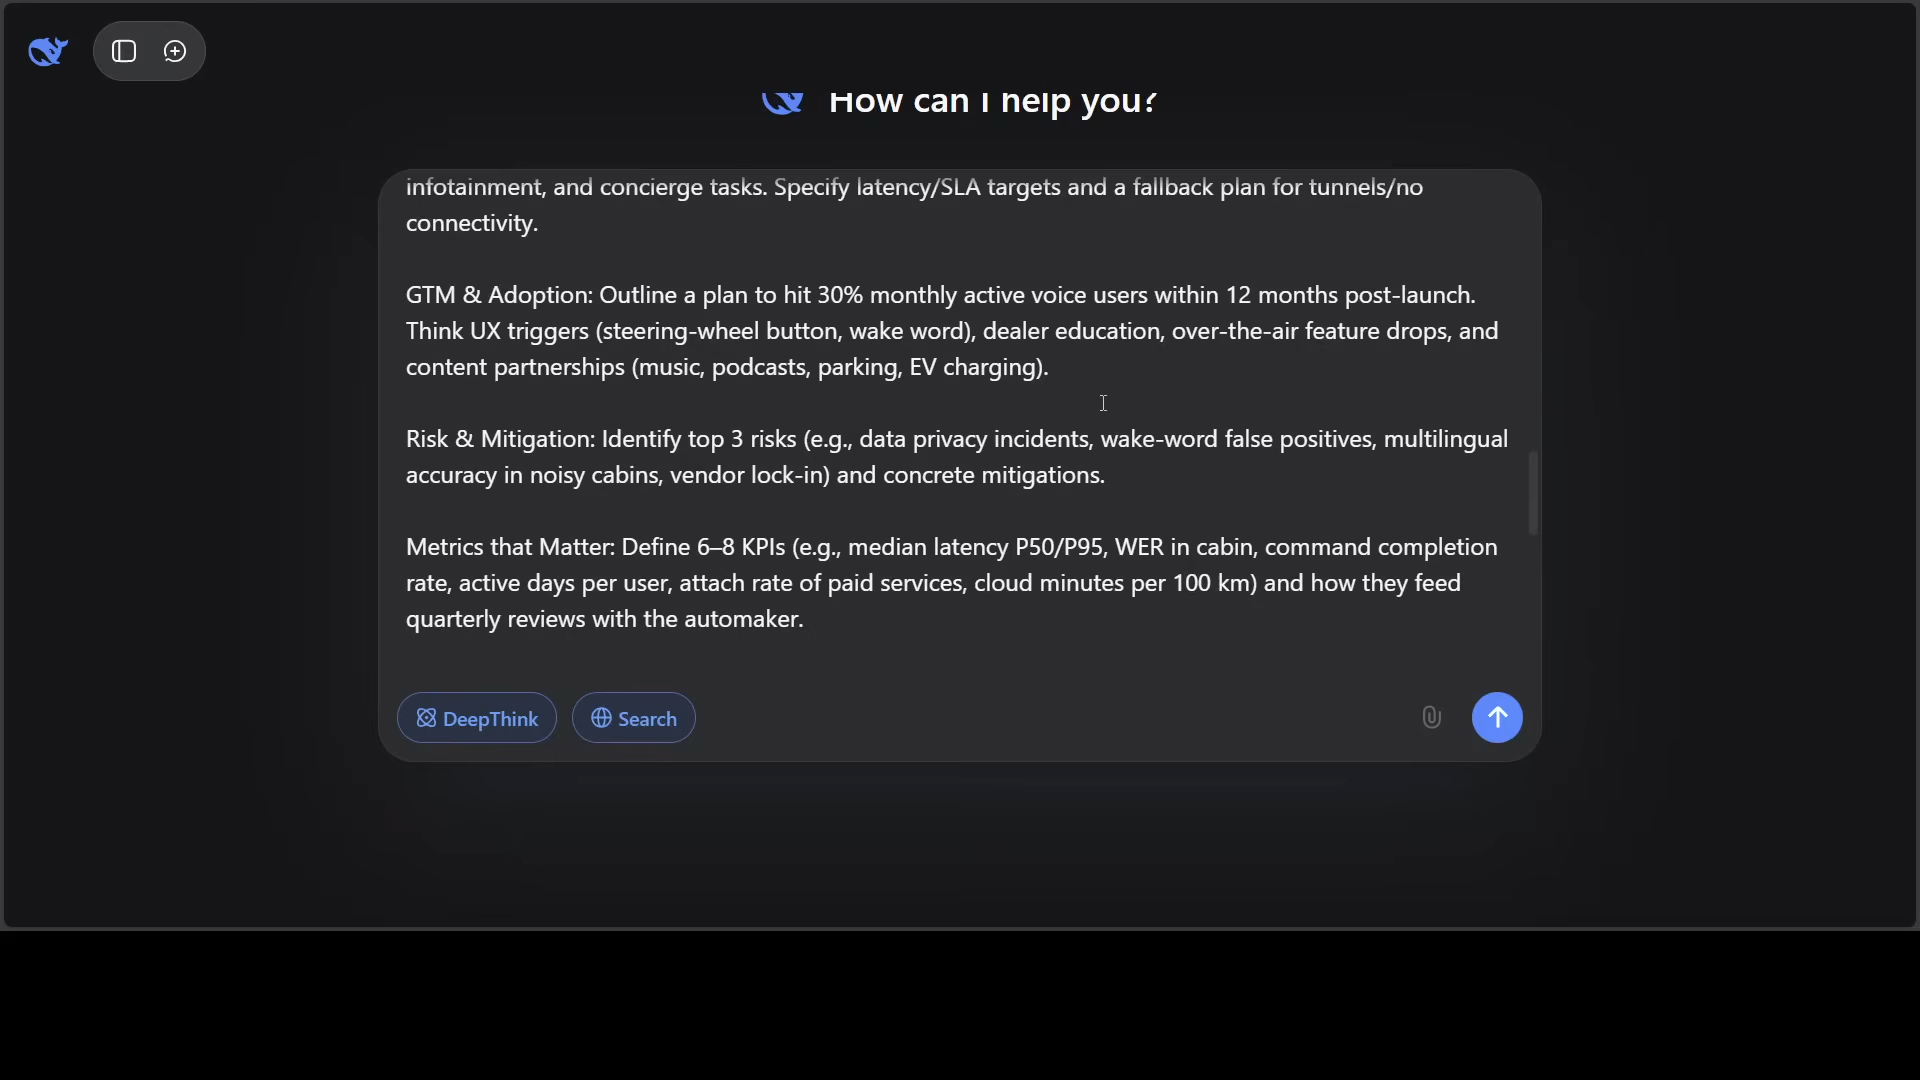 How can I help you?
infotainment, and concierge tasks. Specify latency/SLA targets and a fallback plan for tunnels/no
connectivity.
GTM & Adoption: Outline a plan to hit 30% monthly active voice users within 12 months post-launch.
Think UX triggers (steering-wheel button, wake word), dealer education, over-the-air feature drops, and
content partnerships (music, podcasts, parking, EV charging).
Risk & Mitigation: Identify top 3 risks (e.g., data privacy incidents, wake-word false positives, multilingual
accuracy in noisy cabins, vendor lock-in) and concrete mitigations.
Metrics that Matter: Define 6–8 KPIs (e.g., median latency P50/P95, WER in cabin, command completion
rate, active days per user, attach rate of paid services, cloud minutes per 100 km) and how they feed
quarterly reviews with the automaker.
DeepThink
Search